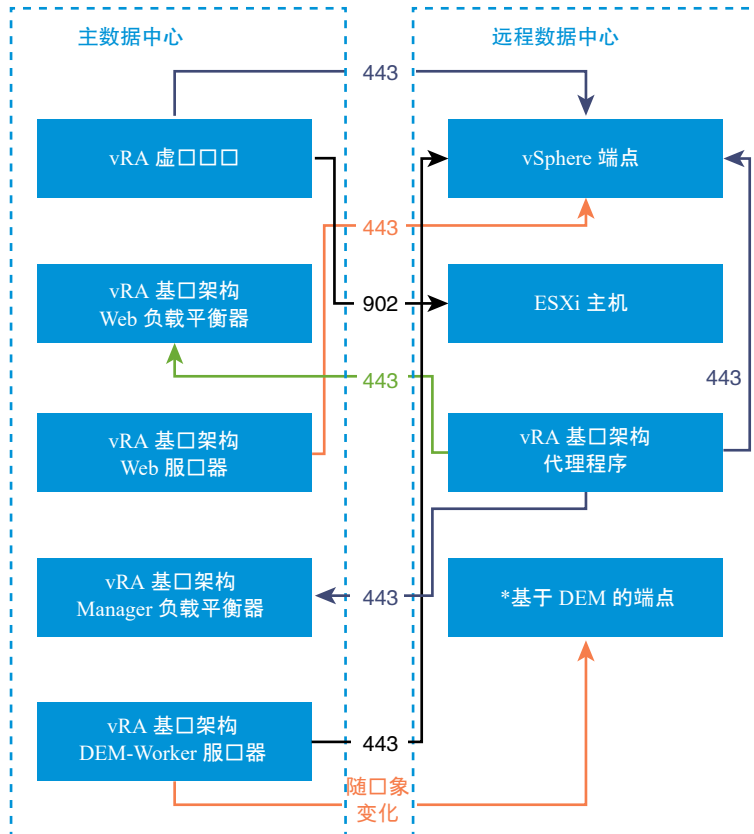 主数据中心
远程数据中心
443
vRA 虚□□□
vSphere 端点
443
vRA 基□架构
Web 负载平衡器
902
ESXi 主机
443
443
vRA 基□架构
Web 服□器
vRA 基□架构
代理程序
vRA 基□架构
Manager 负载平衡器
443
*基于 DEM 的端点
vRA 基□架构
DEM-Worker 服□器
443
随□象
变化